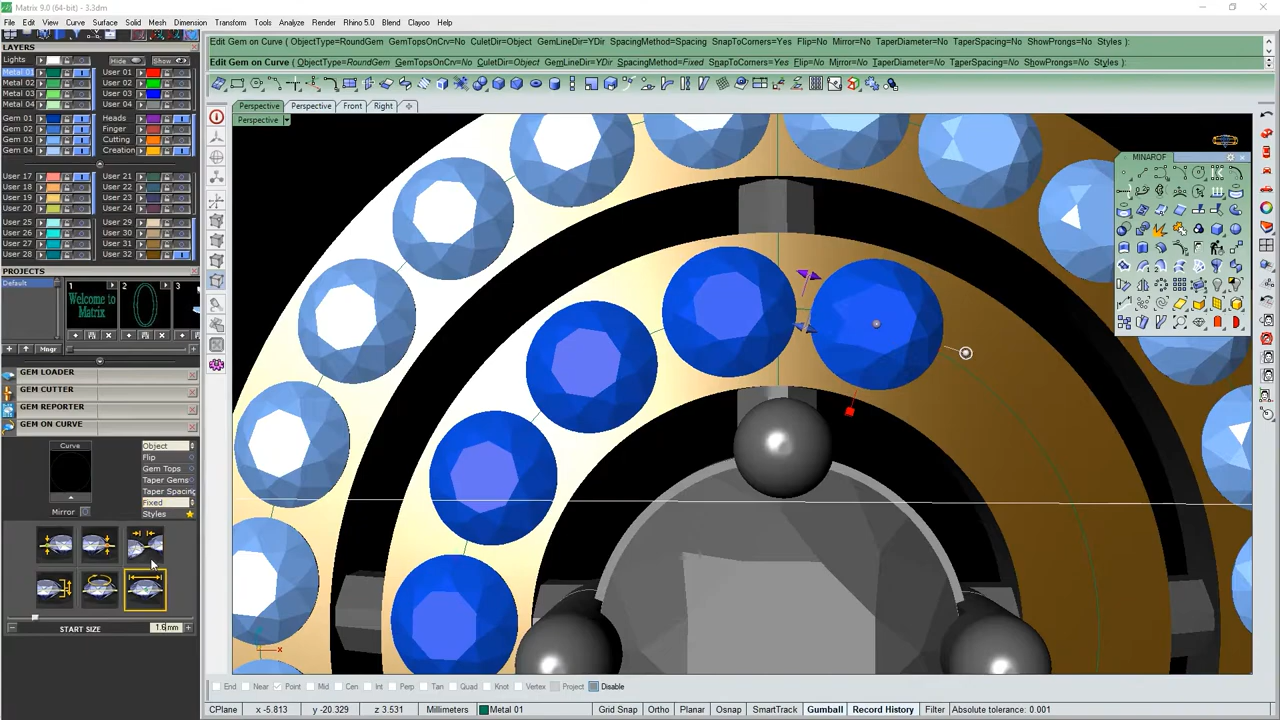 Matrix 9.0 (64-bit) - 3.3dm
File Edit View Curve Surface Solid Mesh Dimension Transform Tools Analyze Render Rhino 5.0 Blend Clayoo Help
LAYERS
Edit Gem on Curve ( ObjectType=RoundGem GemTopsOnCrv=No CuletDir=Object GemLineDir=YDir SpacingMethod=Spacing SnapToCorners=Yes Flip=No Mirror=No TaperDiameter=No TaperSpacing=No ShowProngs=No Styles ):
Edit Gem on Curve ( ObjectType=RoundGem GemTopsOnCrv=No CuletDir=Object GemLineDir=YDir SpacingMethod=Fixed SnapToCorners=Yes Flip=No Mirror=No TaperDiameter=No TaperSpacing=No ShowProngs=No Styles ):
Lights Hide Show
Metal 01 User 01
Metal 02 User 02
Metal 03 User 03
Metal 04 User 04
Gem 01 Heads
Gem 02 Finger
Gem 03 Cutting
Gem 04 Creation
User 17 User 21
User 18 User 22
User 19 User 23
User 20 User 24
User 25 User 29
User 26 User 30
User 27 User 31
User 28 User 32
Perspective Perspective Front Right
Perspective
MINAROF
PROJECTS
Default
1 Welcome to Matrix
2
3
Mngr
GEM LOADER
GEM CUTTER
GEM REPORTER
GEM ON CURVE
Curve
Object
Flip
Gem Tops
Taper Gems
Taper Spacing
Fixed
Mirror
Styles
START SIZE 1.6mm
x
End Near Point Mid Cen Int Perp Tan Quad Knot Vertex Project Disable
CPlane x -5.813 y -20.329 z 3.531 Millimeters Metal 01 Grid Snap Ortho Planar Osnap SmartTrack Gumball Record History Filter Absolute tolerance: 0.001